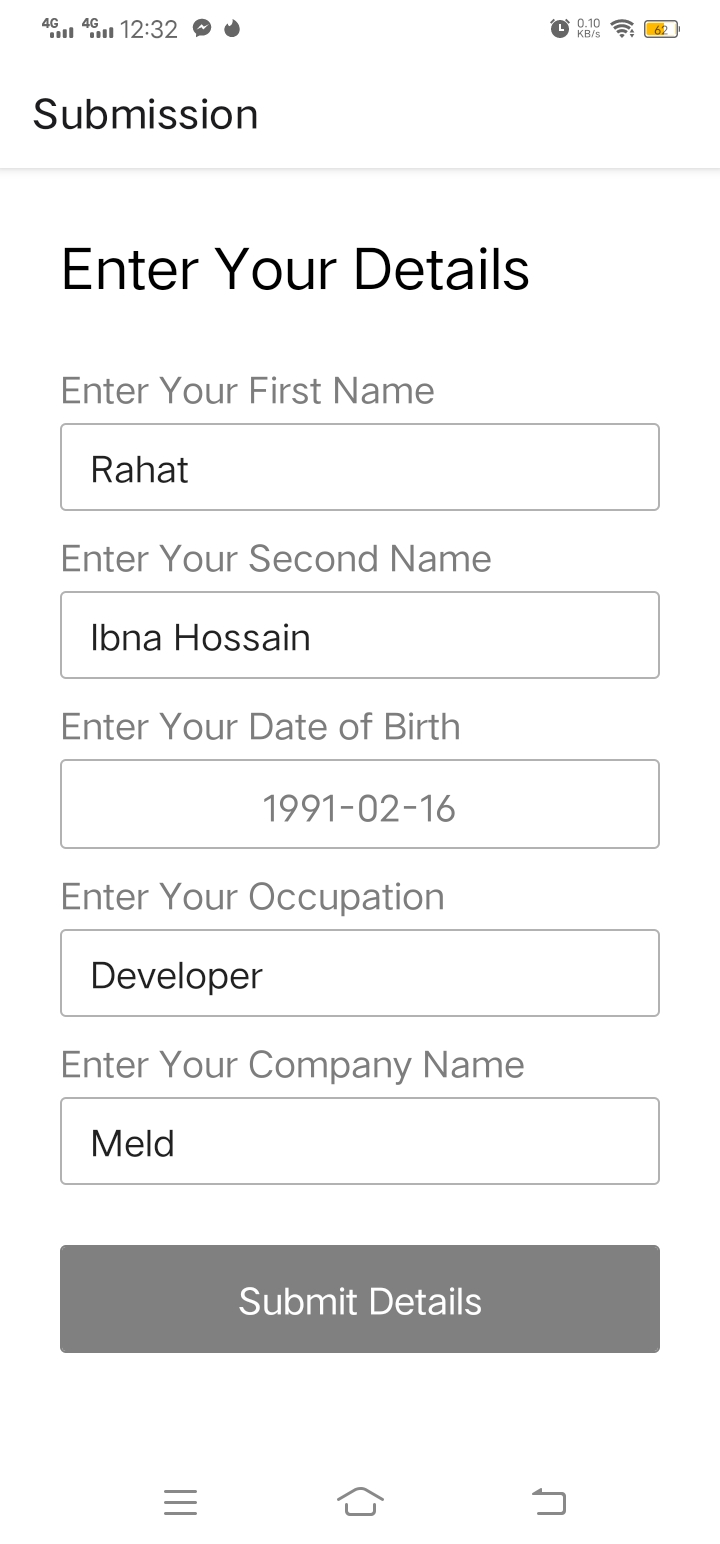 4G 4G 12:32 0.10 KB/s 62
Submission
Enter Your Details
Enter Your First Name
Rahat
Enter Your Second Name
Ibna Hossain
Enter Your Date of Birth
1991-02-16
Enter Your Occupation
Developer
Enter Your Company Name
Meld
Submit Details